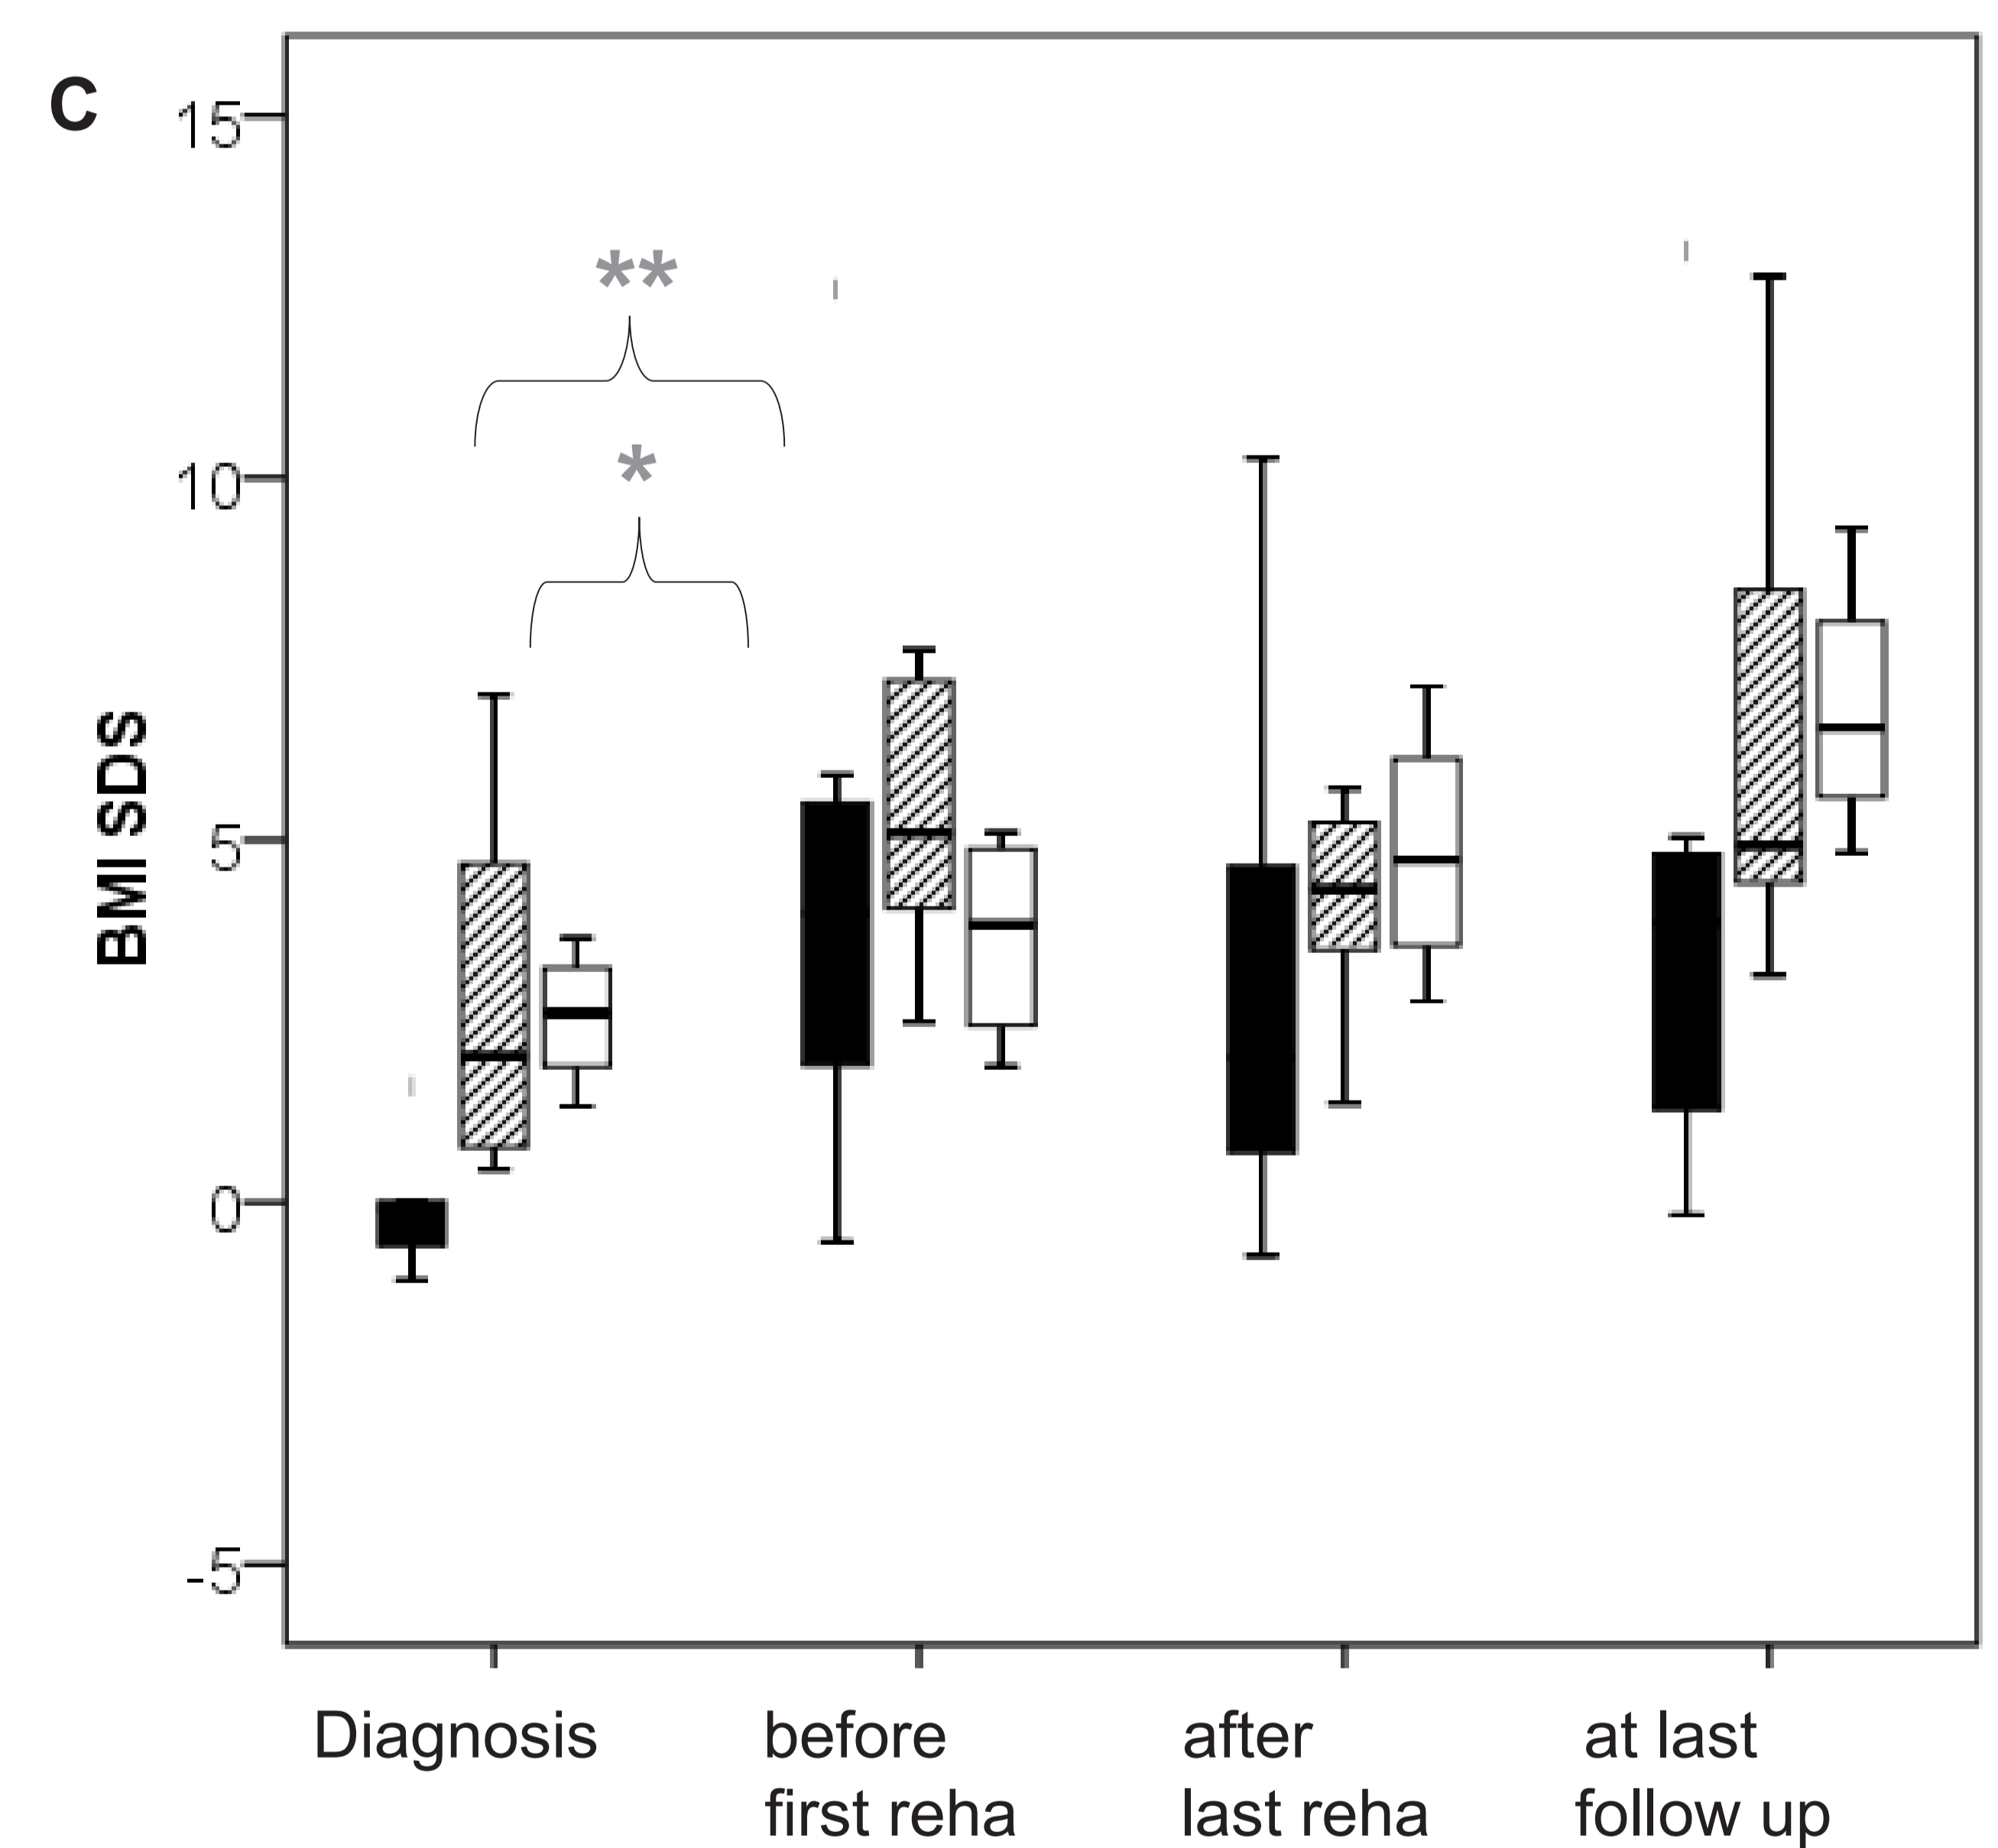 C
15
**
10
*
BMI SDS
5
0
-5
Diagnosis
before
first reha
after
last reha
at last
follow up